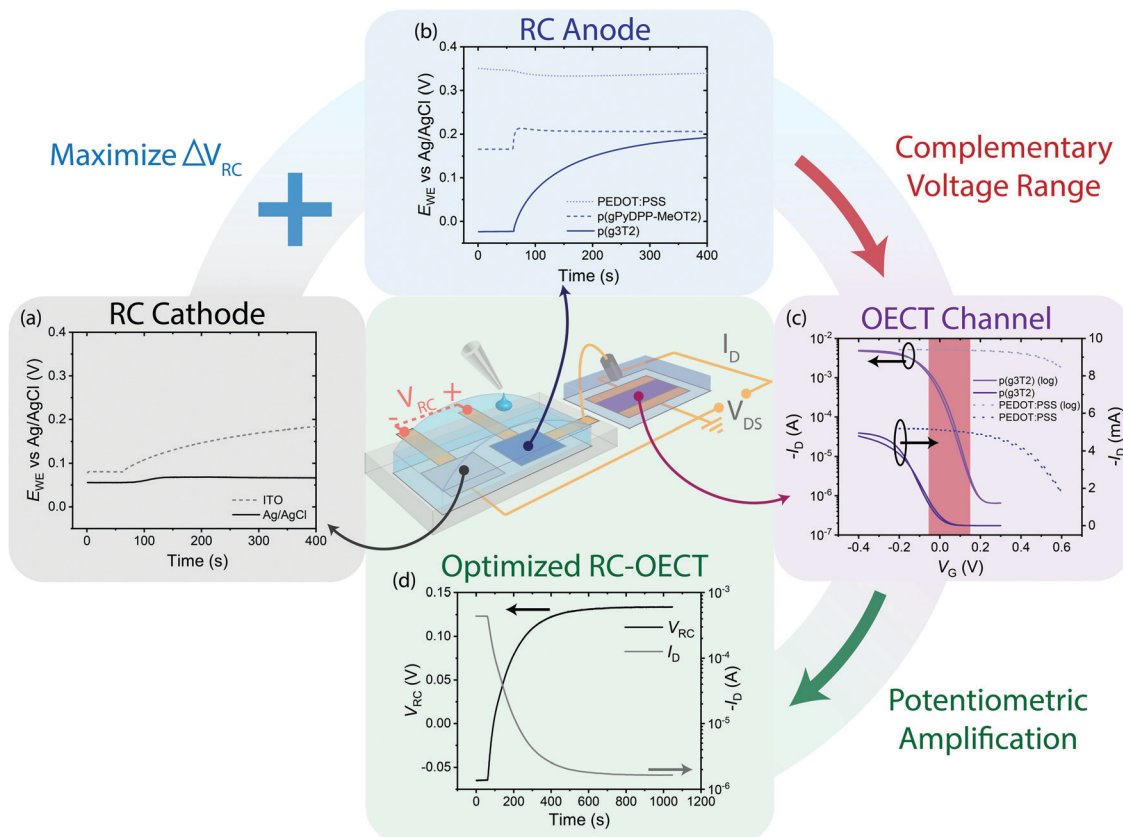 (b) RC Anode
0.4
0.3
0.2
0.1
0.0
E_WE vs Ag/AgCl (V)
PEDOT:PSS
p(gPyDPP-MeOT2)
p(g3T2)
0 100 200 300 400
Time (s)
Maximize ΔV_RC
+
Complementary
Voltage Range
(a) RC Cathode
0.4
0.3
0.2
0.1
0.0
E_WE vs Ag/AgCl (V)
ITO
Ag/AgCl
0 100 200 300 400
Time (s)
V_RC
- +
I_D
V_DS
(c) OECT Channel
10⁻²
10⁻³
10⁻⁴
10⁻⁵
10⁻⁶
10⁻⁷
-I_D (A)
p(g3T2) (log)
p(g3T2)
PEDOT:PSS (log)
PEDOT:PSS
10
8
6
4
2
0
-I_D (mA)
-0.4 -0.2 0.0 0.2 0.4 0.6
V_G (V)
Optimized RC-OECT
(d)
0.15
0.10
0.05
0.00
-0.05
V_RC (V)
V_RC
I_D
10⁻³
10⁻⁴
10⁻⁵
10⁻⁶
-I_D (A)
0 200 400 600 800 1000 1200
Time (s)
Potentiometric
Amplification